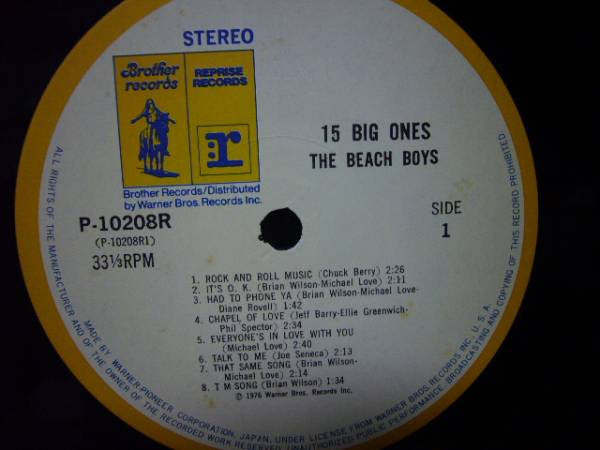 STEREO
Brother
records
REPRISE
RECORDS
r
Brother Records/Distributed
by Warner Bros. Records Inc.
15 BIG ONES
THE BEACH BOYS
P-10208R
(P-10208R1)
33⅓RPM
SIDE
1
1. ROCK AND ROLL MUSIC (Chuck Berry) 2:26
2. IT'S O. K. (Brian Wilson-Michael Love) 2:11
3. HAD TO PHONE YA (Brian Wilson-Michael Love-
Diane Rovell) 1:42
4. CHAPEL OF LOVE (Jeff Barry-Ellie Greenwich-
Phil Spector) 2:34
5. EVERYONE'S IN LOVE WITH YOU
(Michael Love) 2:40
6. TALK TO ME (Joe Seneca) 2:13
7. THAT SAME SONG (Brian Wilson-
Michael Love) 2:14
8. T M SONG (Brian Wilson) 1:34
© 1976 Warner Bros. Records Inc.
MADE BY WARNER-PIONEER CORPORATION, JAPAN, UNDER LICENSE FROM WARNER BROS. RECORDS INC., U. S. A.
ALL RIGHTS OF THE MANUFACTURER AND OF THE OWNER OF THE RECORDED WORK RESERVED. UNAUTHORIZED PUBLIC PERFORMANCE, BROADCASTING AND COPYING OF THIS RECORD PROHIBITED